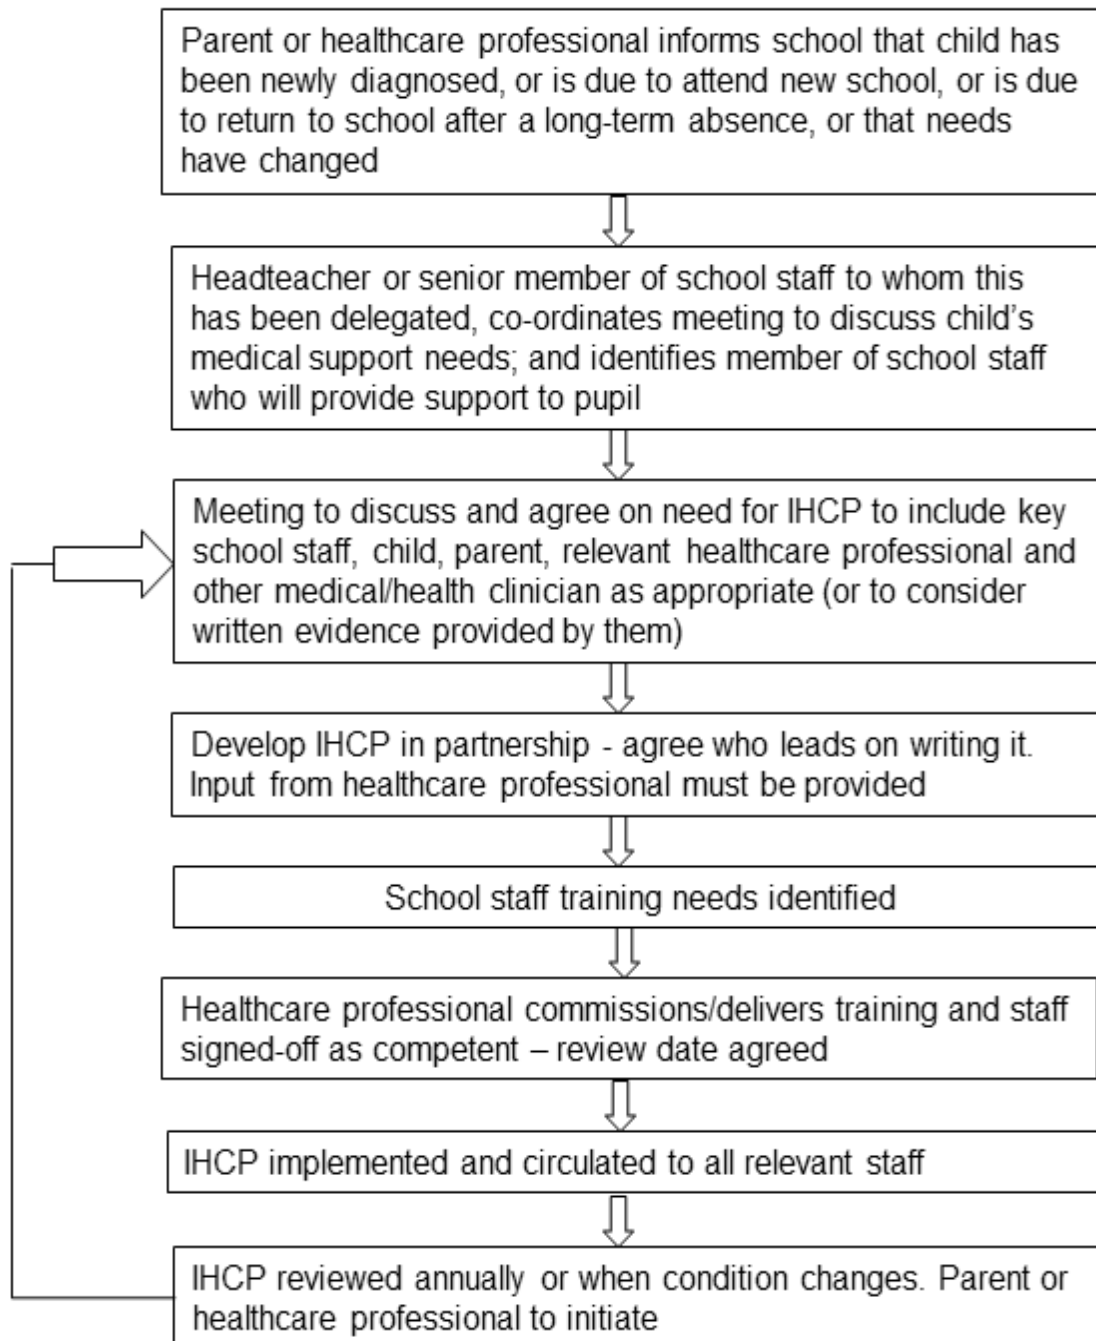 Parent or healthcare professional informs school that child has
been newly diagnosed, or is due to attend new school, or is due
to return to school after a long-term absence, or that needs
have changed
Headteacher or senior member of school staff to whom this
has been delegated, co-ordinates meeting to discuss child’s
medical support needs; and identifies member of school staff
who will provide support to pupil
Meeting to discuss and agree on need for IHCP to include key
school staff, child, parent, relevant healthcare professional and
other medical/health clinician as appropriate (or to consider
written evidence provided by them)
Develop IHCP in partnership - agree who leads on writing it.
Input from healthcare professional must be provided
School staff training needs identified
Healthcare professional commissions/delivers training and staff
signed-off as competent – review date agreed
IHCP implemented and circulated to all relevant staff
IHCP reviewed annually or when condition changes. Parent or
healthcare professional to initiate